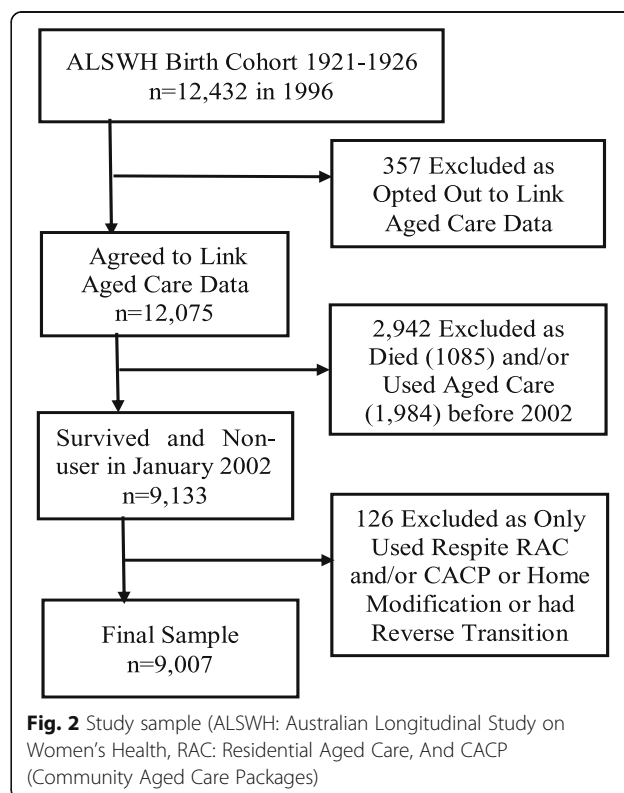 ALSWH Birth Cohort 1921-1926
n=12,432 in 1996
357 Excluded as
Opted Out to Link
Aged Care Data
Agreed to Link
Aged Care Data
n=12,075
2,942 Excluded as
Died (1085) and/or
Used Aged Care
(1,984) before 2002
Survived and Non-
user in January 2002
n=9,133
126 Excluded as Only
Used Respite RAC
and/or CACP or Home
Modification or had
Reverse Transition
Final Sample
n=9,007
Fig. 2 Study sample (ALSWH: Australian Longitudinal Study on
Women's Health, RAC: Residential Aged Care, And CACP
(Community Aged Care Packages)